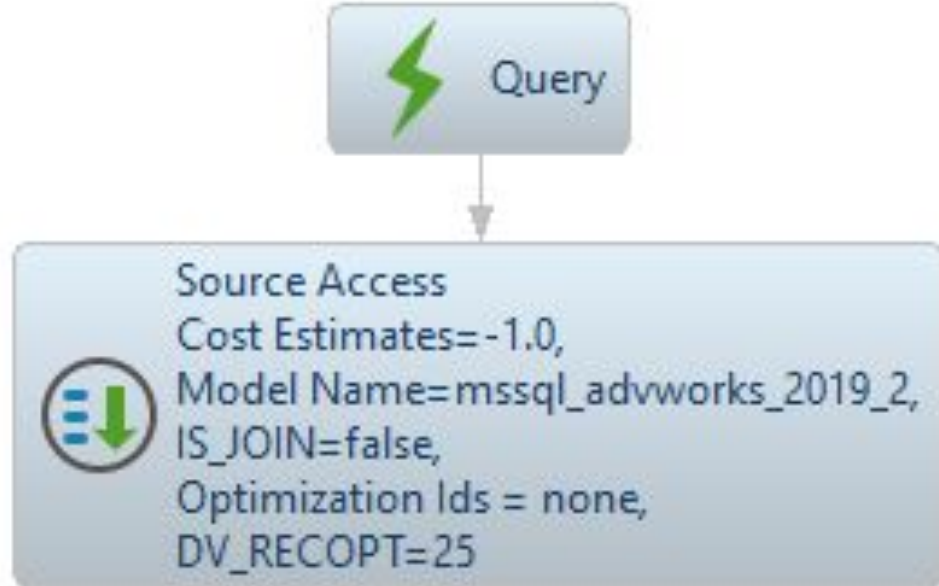 Query
Source Access
Cost Estimates=-1.0,
Model Name=mssql_advworks_2019_2,
IS_JOIN=false,
Optimization Ids = none,
DV_RECOPT=25